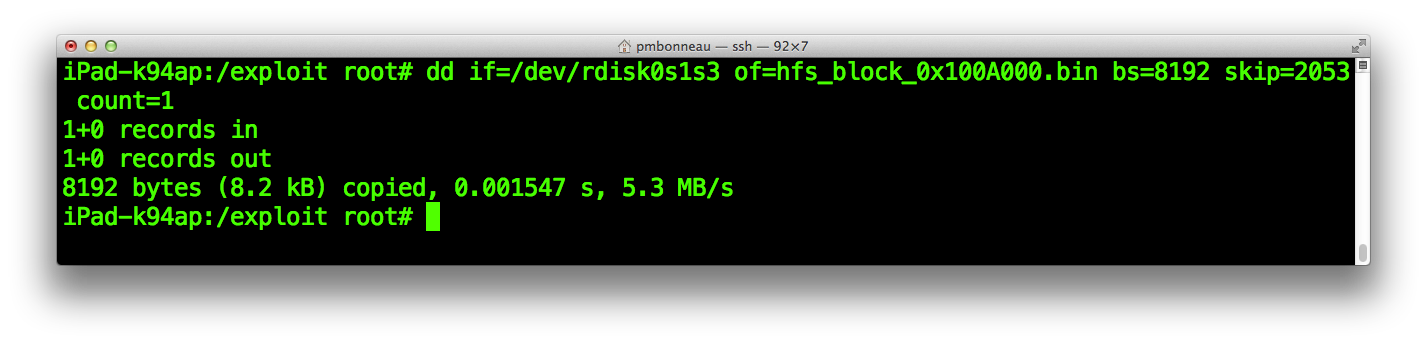 pmbonneau — ssh — 92×7
iPad-k94ap:/exploit root# dd if=/dev/rdisk0s1s3 of=hfs_block_0x100A000.bin bs=8192 skip=2053
count=1
1+0 records in
1+0 records out
8192 bytes (8.2 kB) copied, 0.001547 s, 5.3 MB/s
iPad-k94ap:/exploit root#